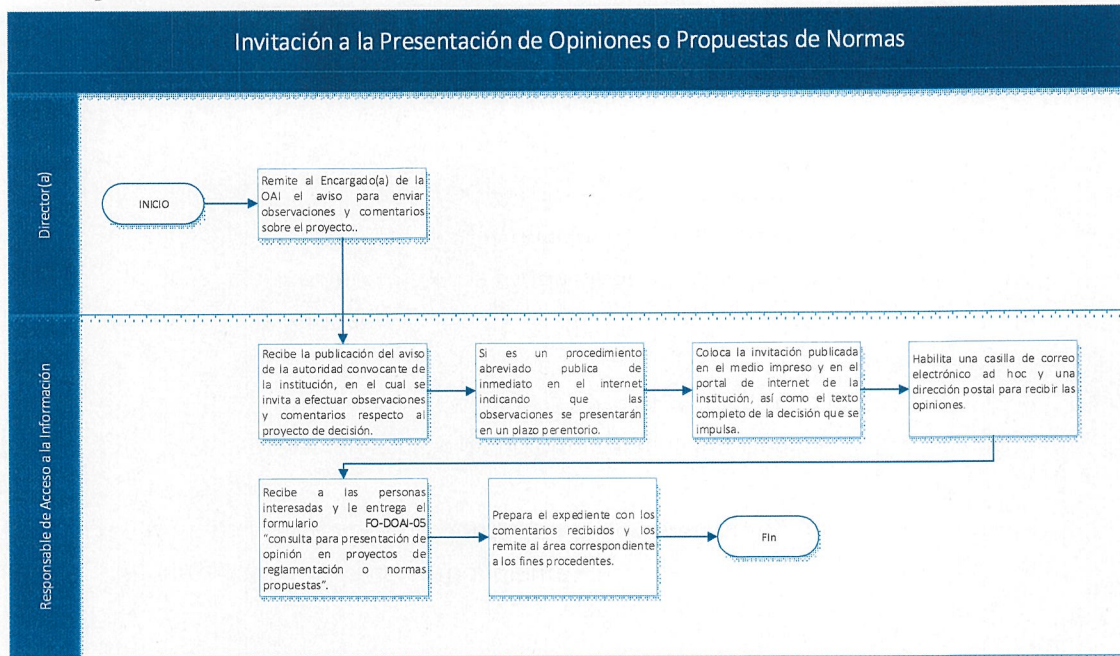 Invitación a la Presentación de Opiniones o Propuestas de Normas
Director(a)
INICIO
Remite al Encargado(a) de la
OAI el aviso para enviar
observaciones y comentarios
sobre el proyecto..
Responsable de Acceso a la Información
Recibe la publicación del aviso
de la autoridad convocante de
la institución, en el cual se
invita a efectuar observaciones
y comentarios respecto al
proyecto de decisión.
Si es un procedimiento
abreviado publica de
inmediato en el internet
indicando que las
observaciones se presentarán
en un plazo perentorio.
Coloca la invitación publicada
en el medio impreso y en el
portal de internet de la
institución, así como el texto
completo de la decisión que se
impulsa.
Habilita una casilla de correo
electrónico ad hoc y una
dirección postal para recibir las
opiniones.
Recibe a las personas
interesadas y le entrega el
formulario FO-DOAI-05
"consulta para presentación de
opinión en proyectos de
reglamentación o normas
propuestas".
Prepara el expediente con los
comentarios recibidos y los
remite al área correspondiente
a los fines procedentes.
FIn